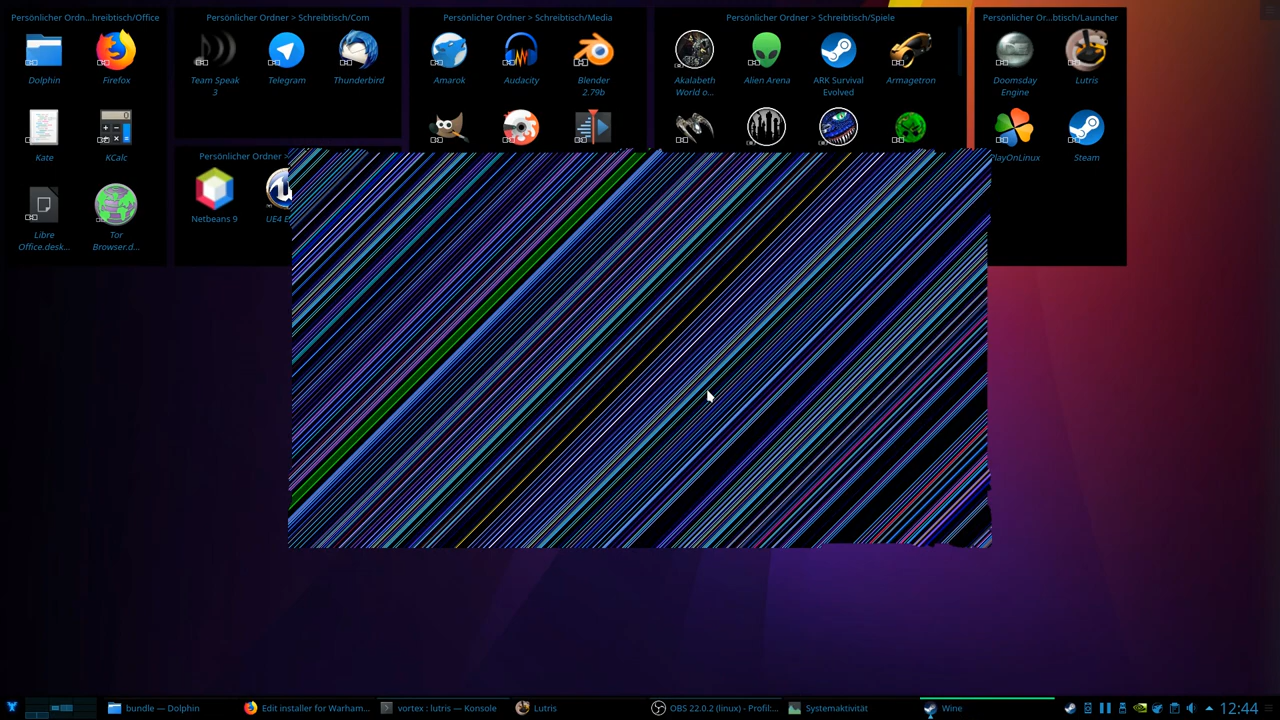 Persönlicher Ordn...hreibtisch/Office
Dolphin
Firefox
Kate
KCalc
Libre
Office.desk...
Tor
Browser.d...
Persönlicher Ordner > Schreibtisch/Com
Team Speak
3
Telegram
Thunderbird
Persönlicher Ordner >
Netbeans 9
UE4 E
Persönlicher Ordner > Schreibtisch/Media
Amarok
Audacity
Blender
2.79b
Persönlicher Ordner > Schreibtisch/Spiele
Akalabeth
World o...
Alien Arena
ARK Survival
Evolved
Armagetron
Persönlicher Or...btisch/Launcher
Doomsday
Engine
Lutris
PlayOnLinux
Steam
bundle — Dolphin
Edit installer for Warham...
vortex : lutris — Konsole
Lutris
OBS 22.0.2 (linux) - Profil:...
Systemaktivität
Wine
12:44